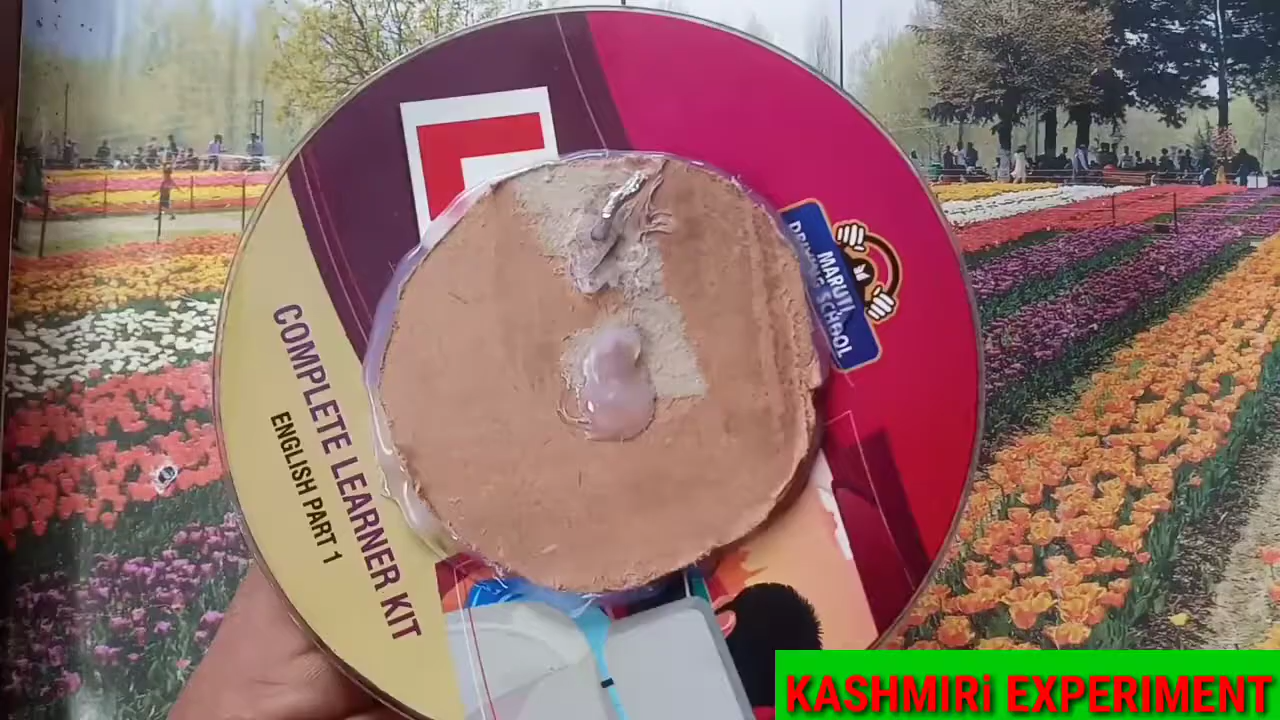 COMPLETE LEARNER KIT
ENGLISH PART 1
MARUTI
DRIVING SCHOOL
KASHMIRi EXPERIMENT